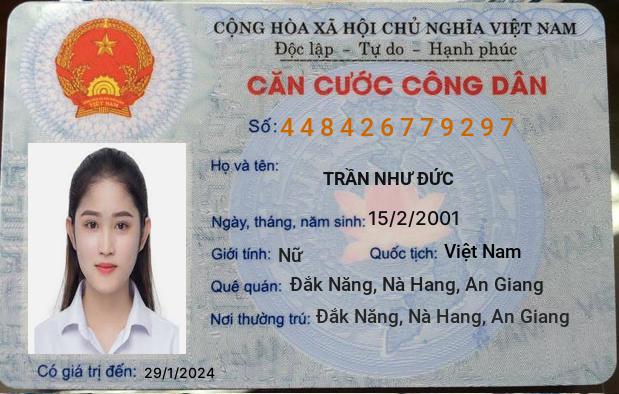 CỘNG HÒA XÃ HỘI CHỦ NGHĨA VIỆT NAM
Độc lập - Tự do - Hạnh phúc
CĂN CƯỚC CÔNG DÂN
Số: 448426779297
Họ và tên:
TRẦN NHƯ ĐỨC
Ngày, tháng, năm sinh: 15/2/2001
Giới tính: Nữ Quốc tịch: Việt Nam
Quê quán: Đắk Năng, Nà Hang, An Giang
Nơi thường trú: Đắk Năng, Nà Hang, An Giang
Có giá trị đến: 29/1/2024
VIỆT NAM